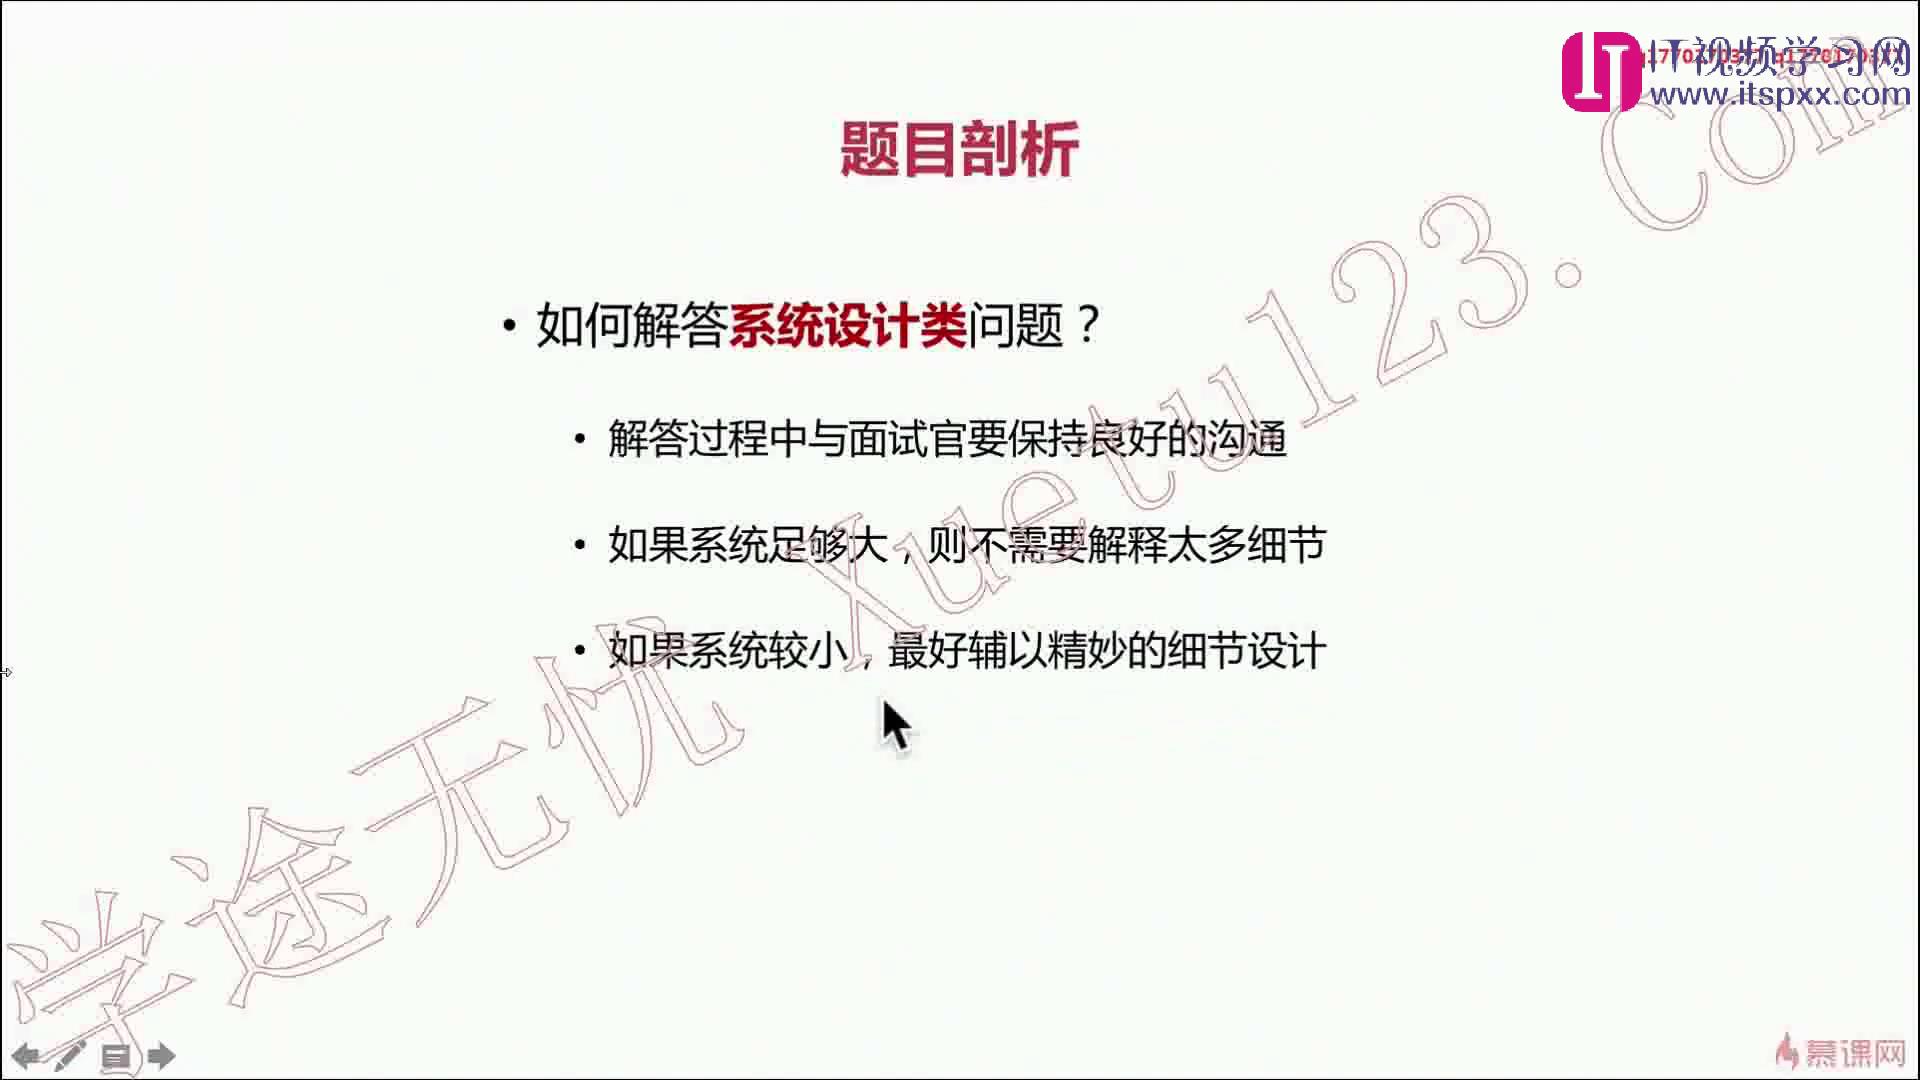 IT视频学习网
www.itspxx.com
题目剖析
• 如何解答系统设计类问题？
• 解答过程中与面试官要保持良好的沟通
• 如果系统足够大，则不需要解释太多细节
• 如果系统较小，最好辅以精妙的细节设计
学途无忧 Xuetu123.Com
慕课网